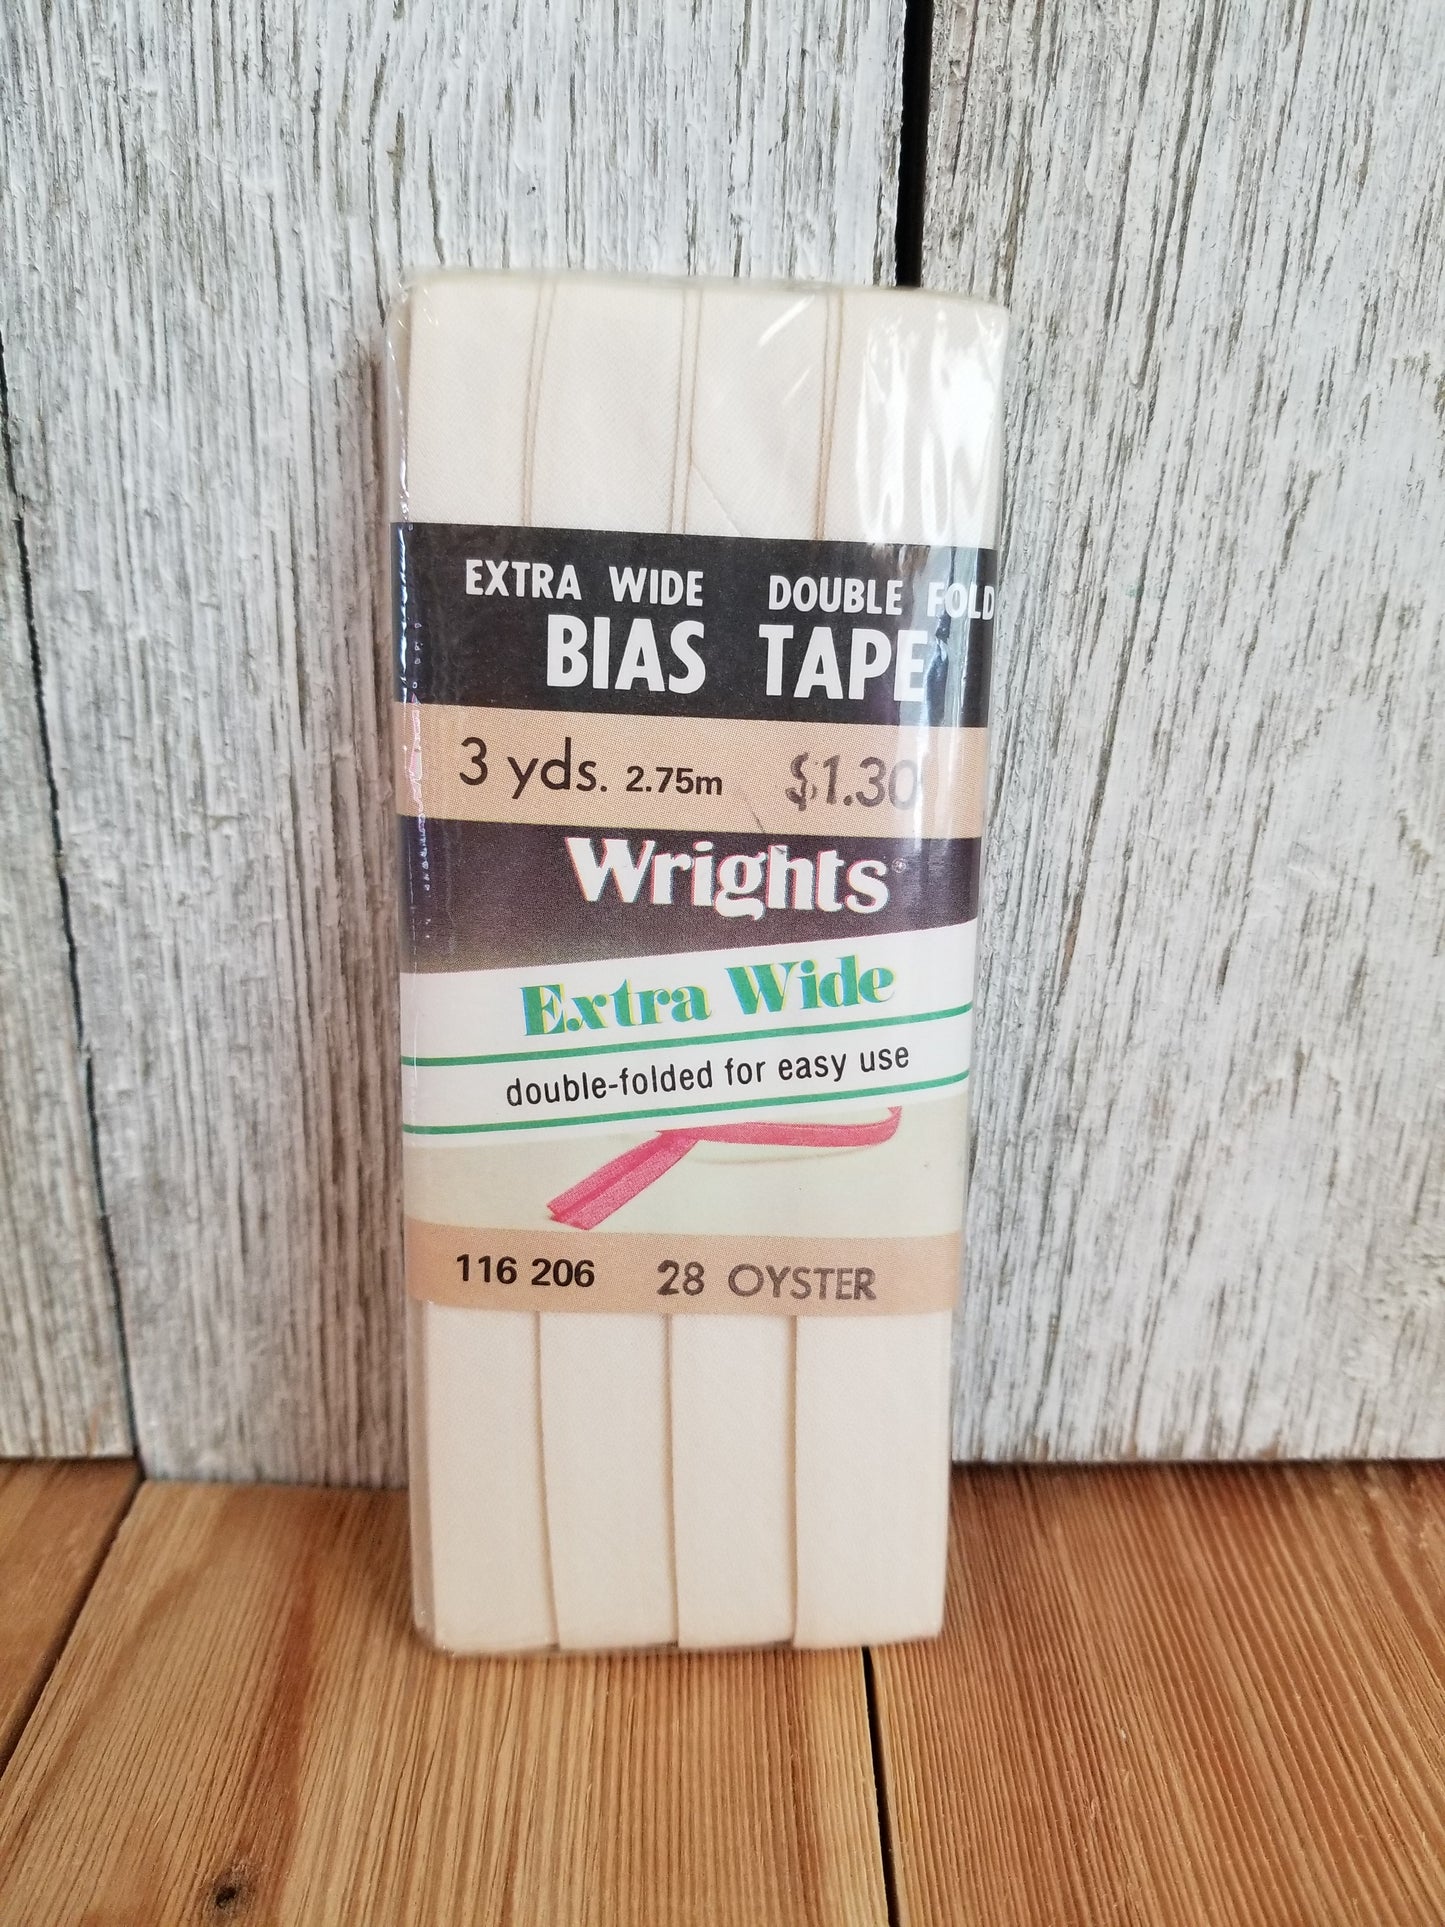 EXTRA WIDE DOUBLE FOLD
BIAS TAPE
3 yds. 2.75m $1.30
Wrights®
Extra Wide
double-folded for easy use
116 206 28 OYSTER